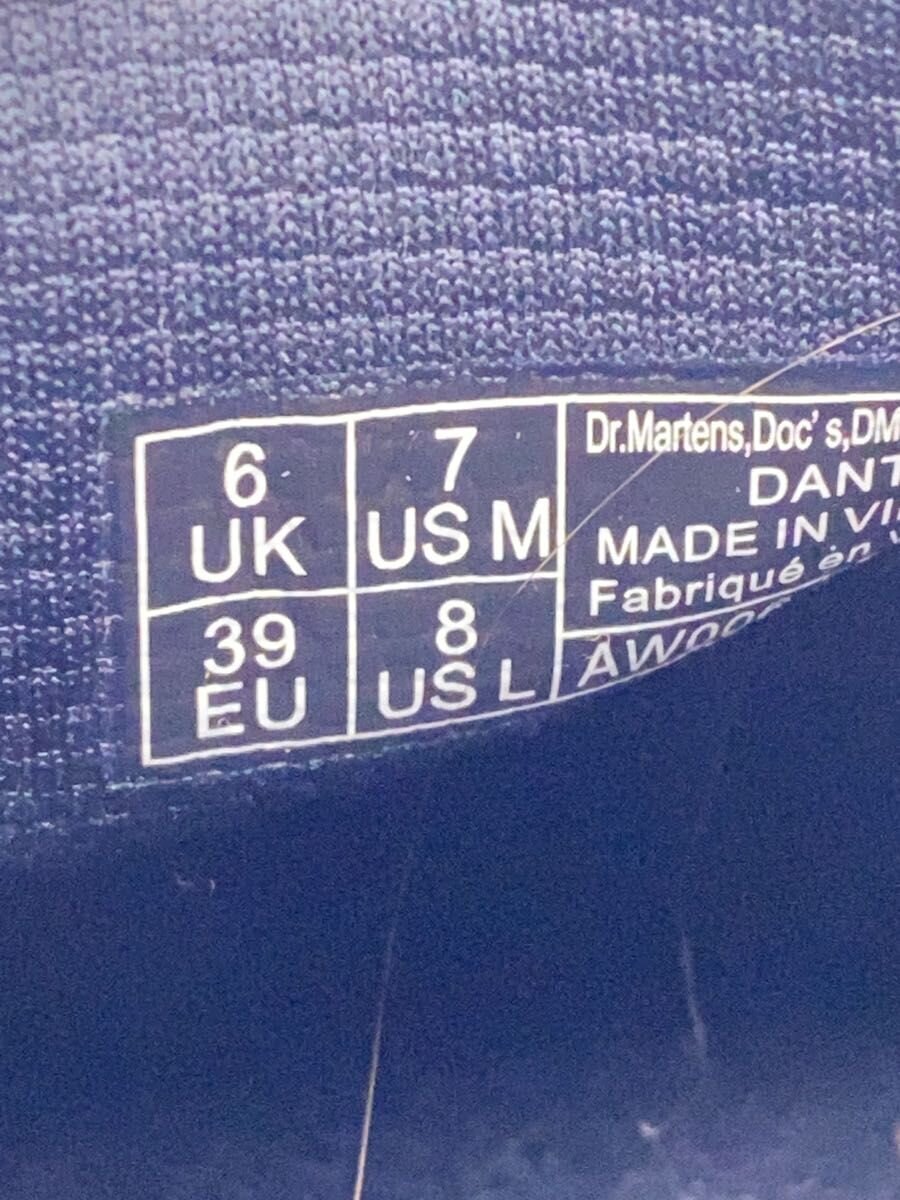 6
UK
7
US M
39
EU
8
US L
Dr.Martens,Doc's,DM
DANT
MADE IN VI
Fabriqué en